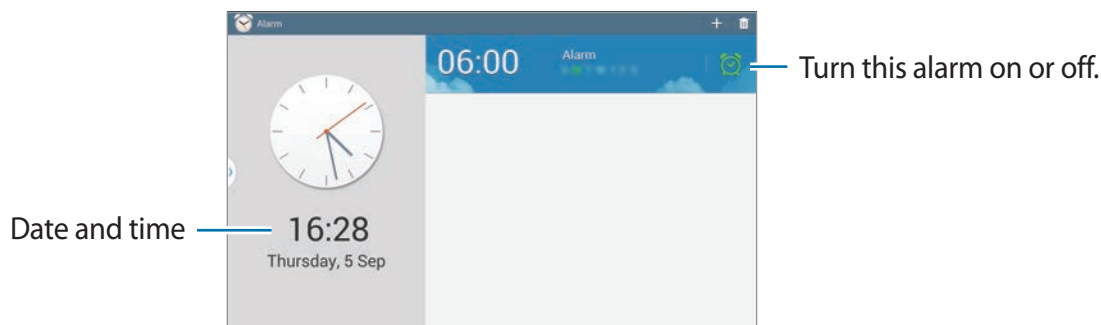 Alarm
06:00
Alarm
Turn this alarm on or off.
Date and time
16:28
Thursday, 5 Sep